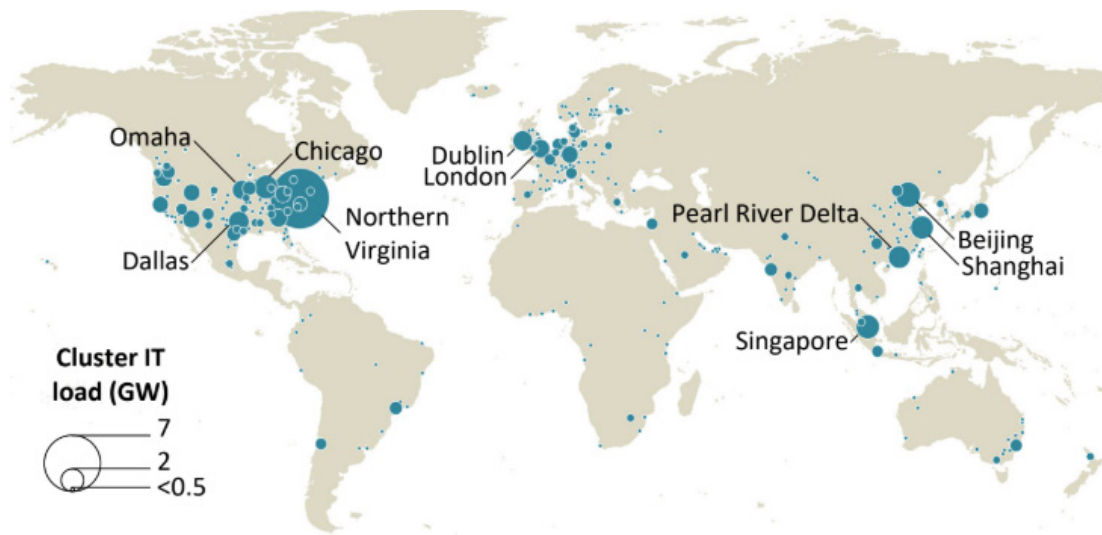 Omaha
Chicago
Dublin
London
Northern
Virginia
Dallas
Pearl River Delta
Beijing
Shanghai
Singapore
Cluster IT
load (GW)
7
2
<0.5